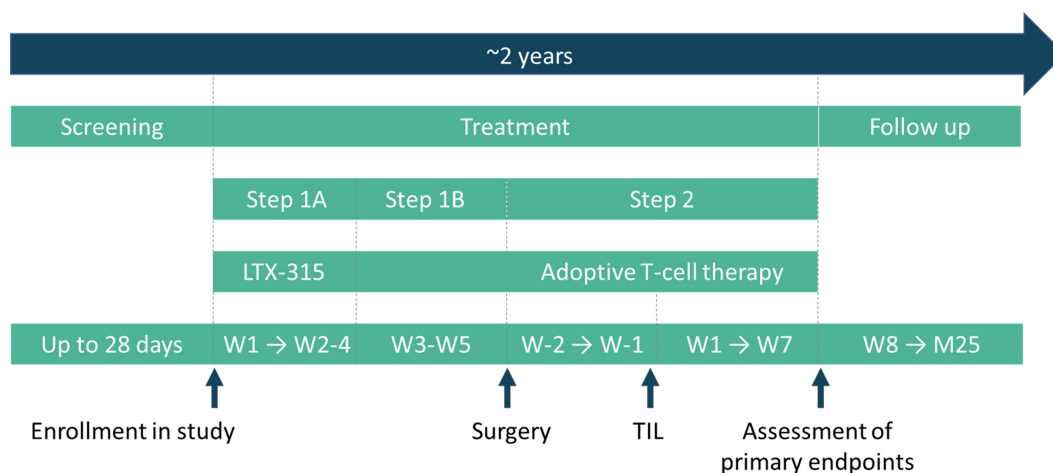 ~2 years
Screening Treatment Follow up
Step 1A Step 1B Step 2
LTX-315 Adoptive T-cell therapy
Up to 28 days W1 → W2-4 W3-W5 W-2 → W-1 W1 → W7 W8 → M25
Enrollment in study Surgery TIL Assessment of
primary endpoints